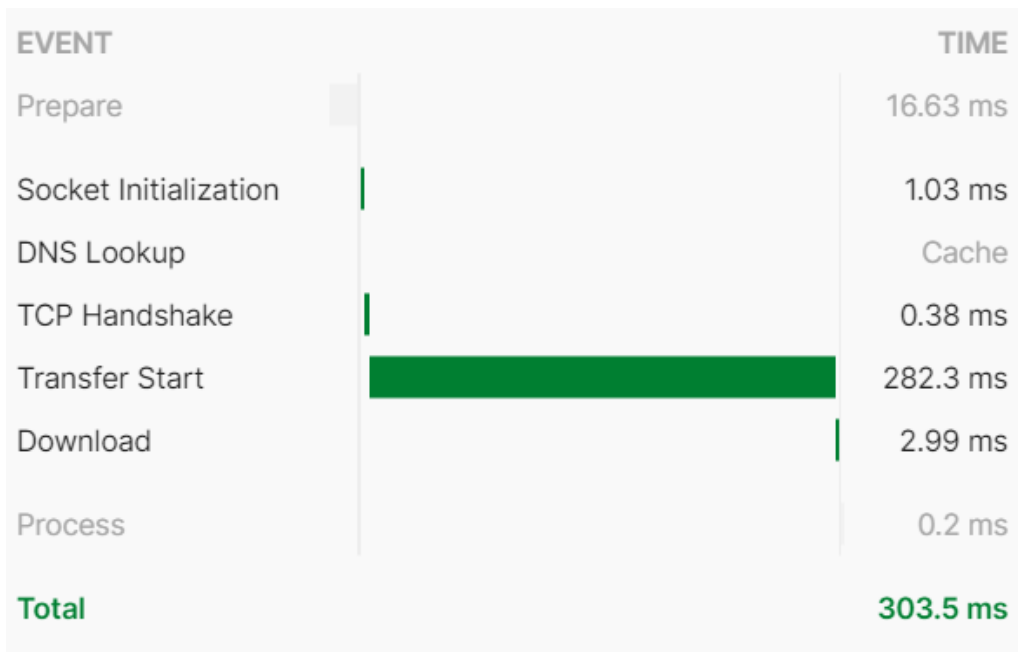 EVENT TIME
Prepare 16.63 ms
Socket Initialization 1.03 ms
DNS Lookup Cache
TCP Handshake 0.38 ms
Transfer Start 282.3 ms
Download 2.99 ms
Process 0.2 ms
Total 303.5 ms